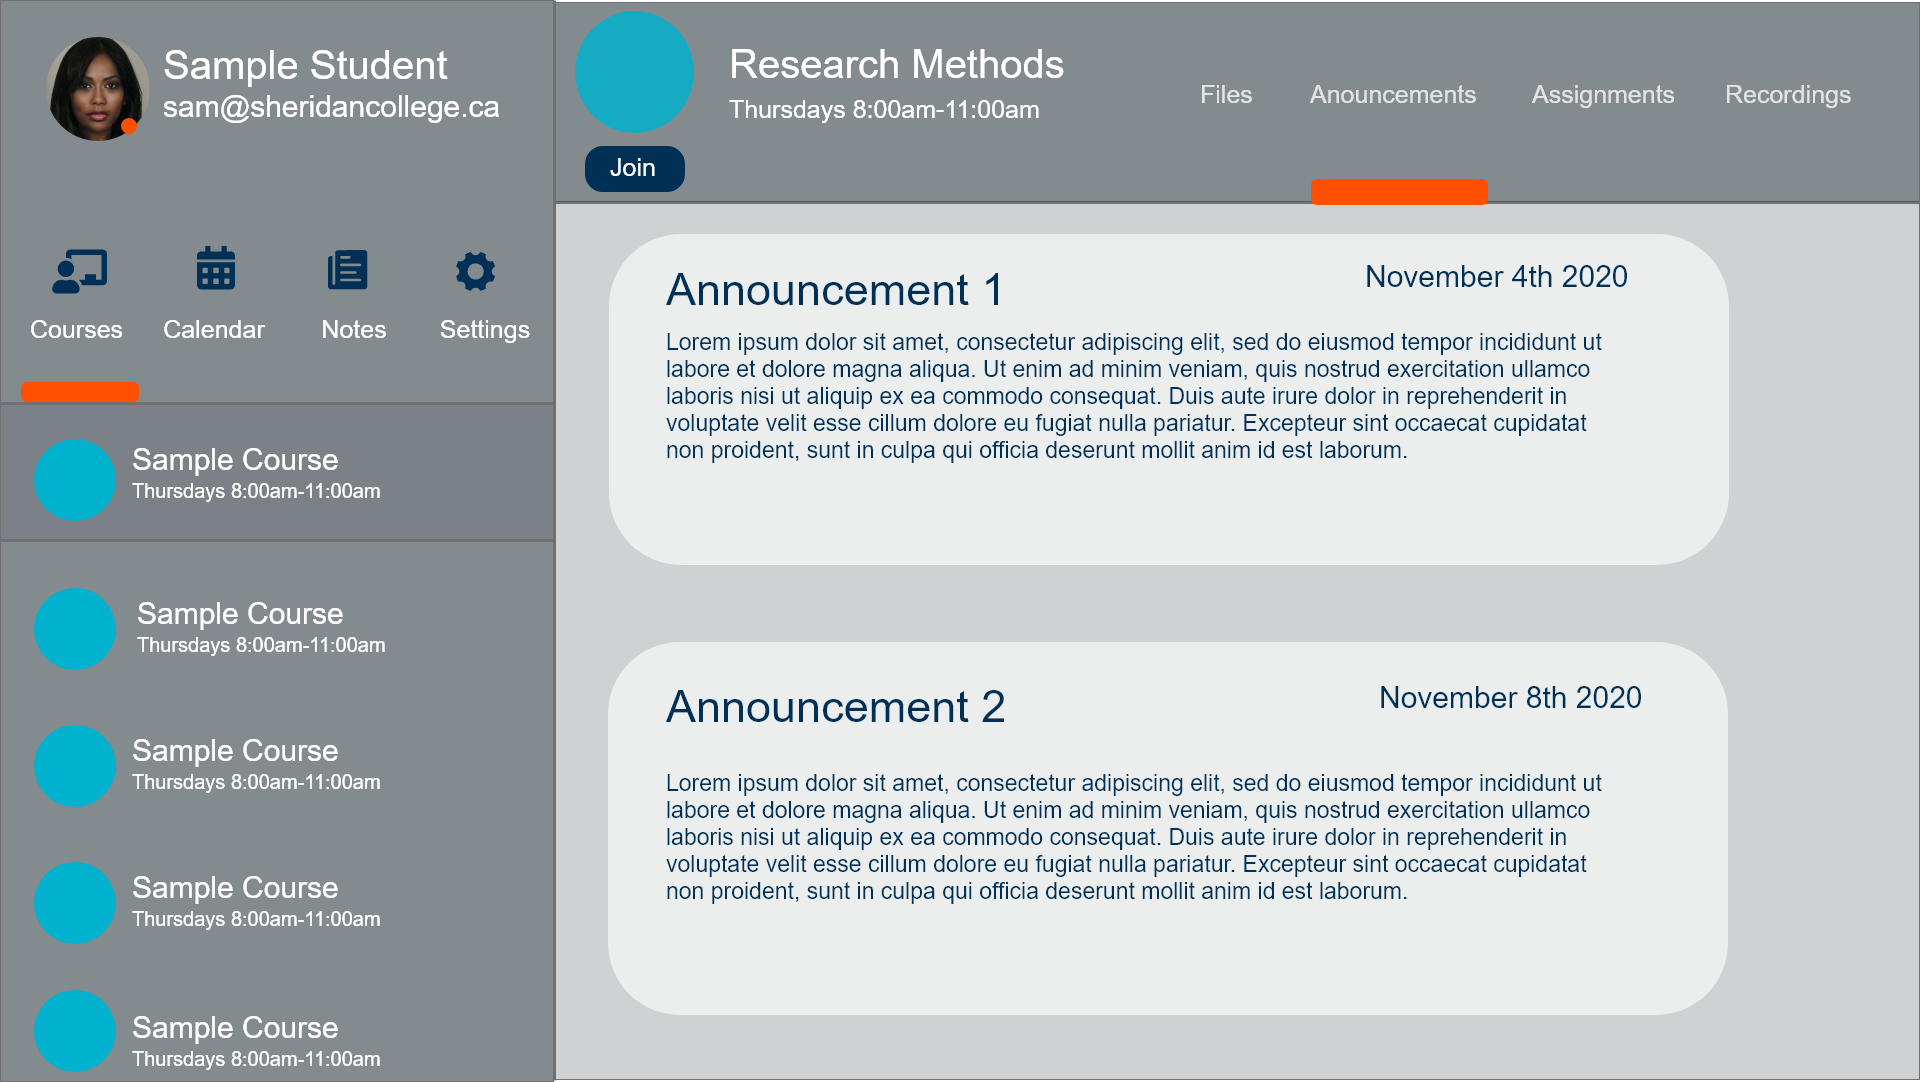 Sample Student
sam@sheridancollege.ca
Courses
Calendar
Notes
Settings
Sample Course
Thursdays 8:00am-11:00am
Sample Course
Thursdays 8:00am-11:00am
Sample Course
Thursdays 8:00am-11:00am
Sample Course
Thursdays 8:00am-11:00am
Sample Course
Thursdays 8:00am-11:00am
Research Methods
Thursdays 8:00am-11:00am
Join
Files
Anouncements
Assignments
Recordings
Announcement 1
November 4th 2020
Lorem ipsum dolor sit amet, consectetur adipiscing elit, sed do eiusmod tempor incididunt ut
labore et dolore magna aliqua. Ut enim ad minim veniam, quis nostrud exercitation ullamco
laboris nisi ut aliquip ex ea commodo consequat. Duis aute irure dolor in reprehenderit in
voluptate velit esse cillum dolore eu fugiat nulla pariatur. Excepteur sint occaecat cupidatat
non proident, sunt in culpa qui officia deserunt mollit anim id est laborum.
Announcement 2
November 8th 2020
Lorem ipsum dolor sit amet, consectetur adipiscing elit, sed do eiusmod tempor incididunt ut
labore et dolore magna aliqua. Ut enim ad minim veniam, quis nostrud exercitation ullamco
laboris nisi ut aliquip ex ea commodo consequat. Duis aute irure dolor in reprehenderit in
voluptate velit esse cillum dolore eu fugiat nulla pariatur. Excepteur sint occaecat cupidatat
non proident, sunt in culpa qui officia deserunt mollit anim id est laborum.